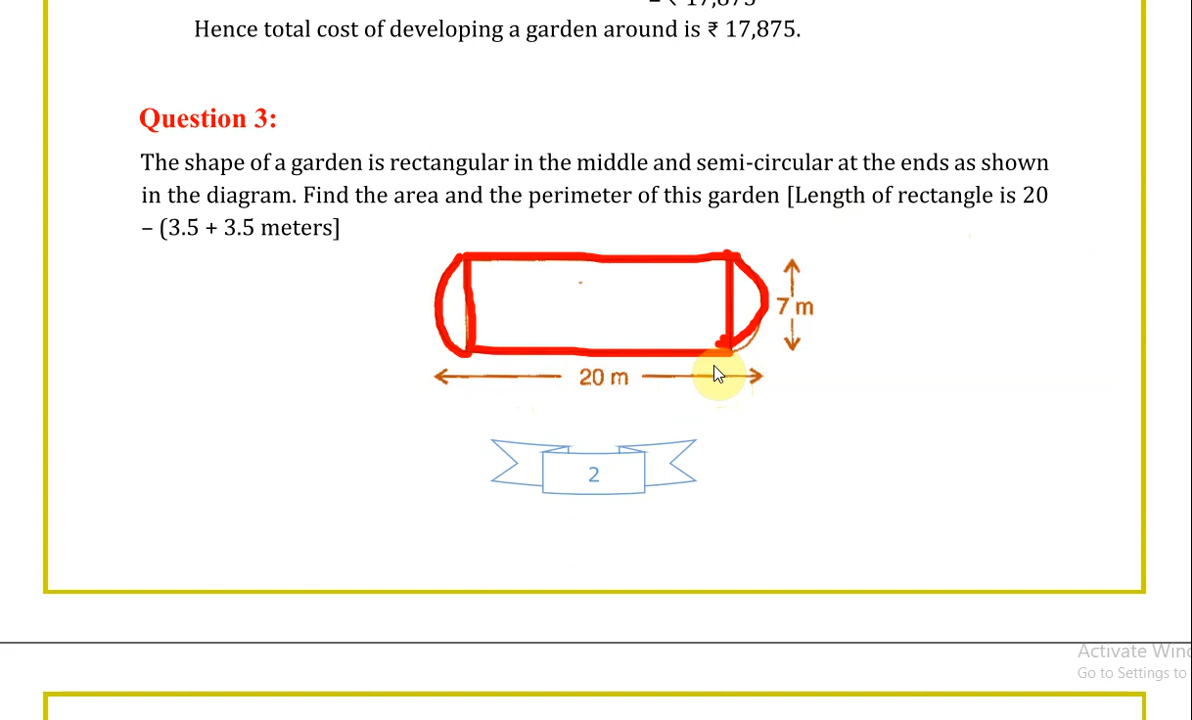 Hence total cost of developing a garden around is ₹ 17,875.
Question 3:
The shape of a garden is rectangular in the middle and semi-circular at the ends as shown
in the diagram. Find the area and the perimeter of this garden [Length of rectangle is 20
– (3.5 + 3.5 meters]
7 m
20 m
2
Activate Win
Go to Settings to